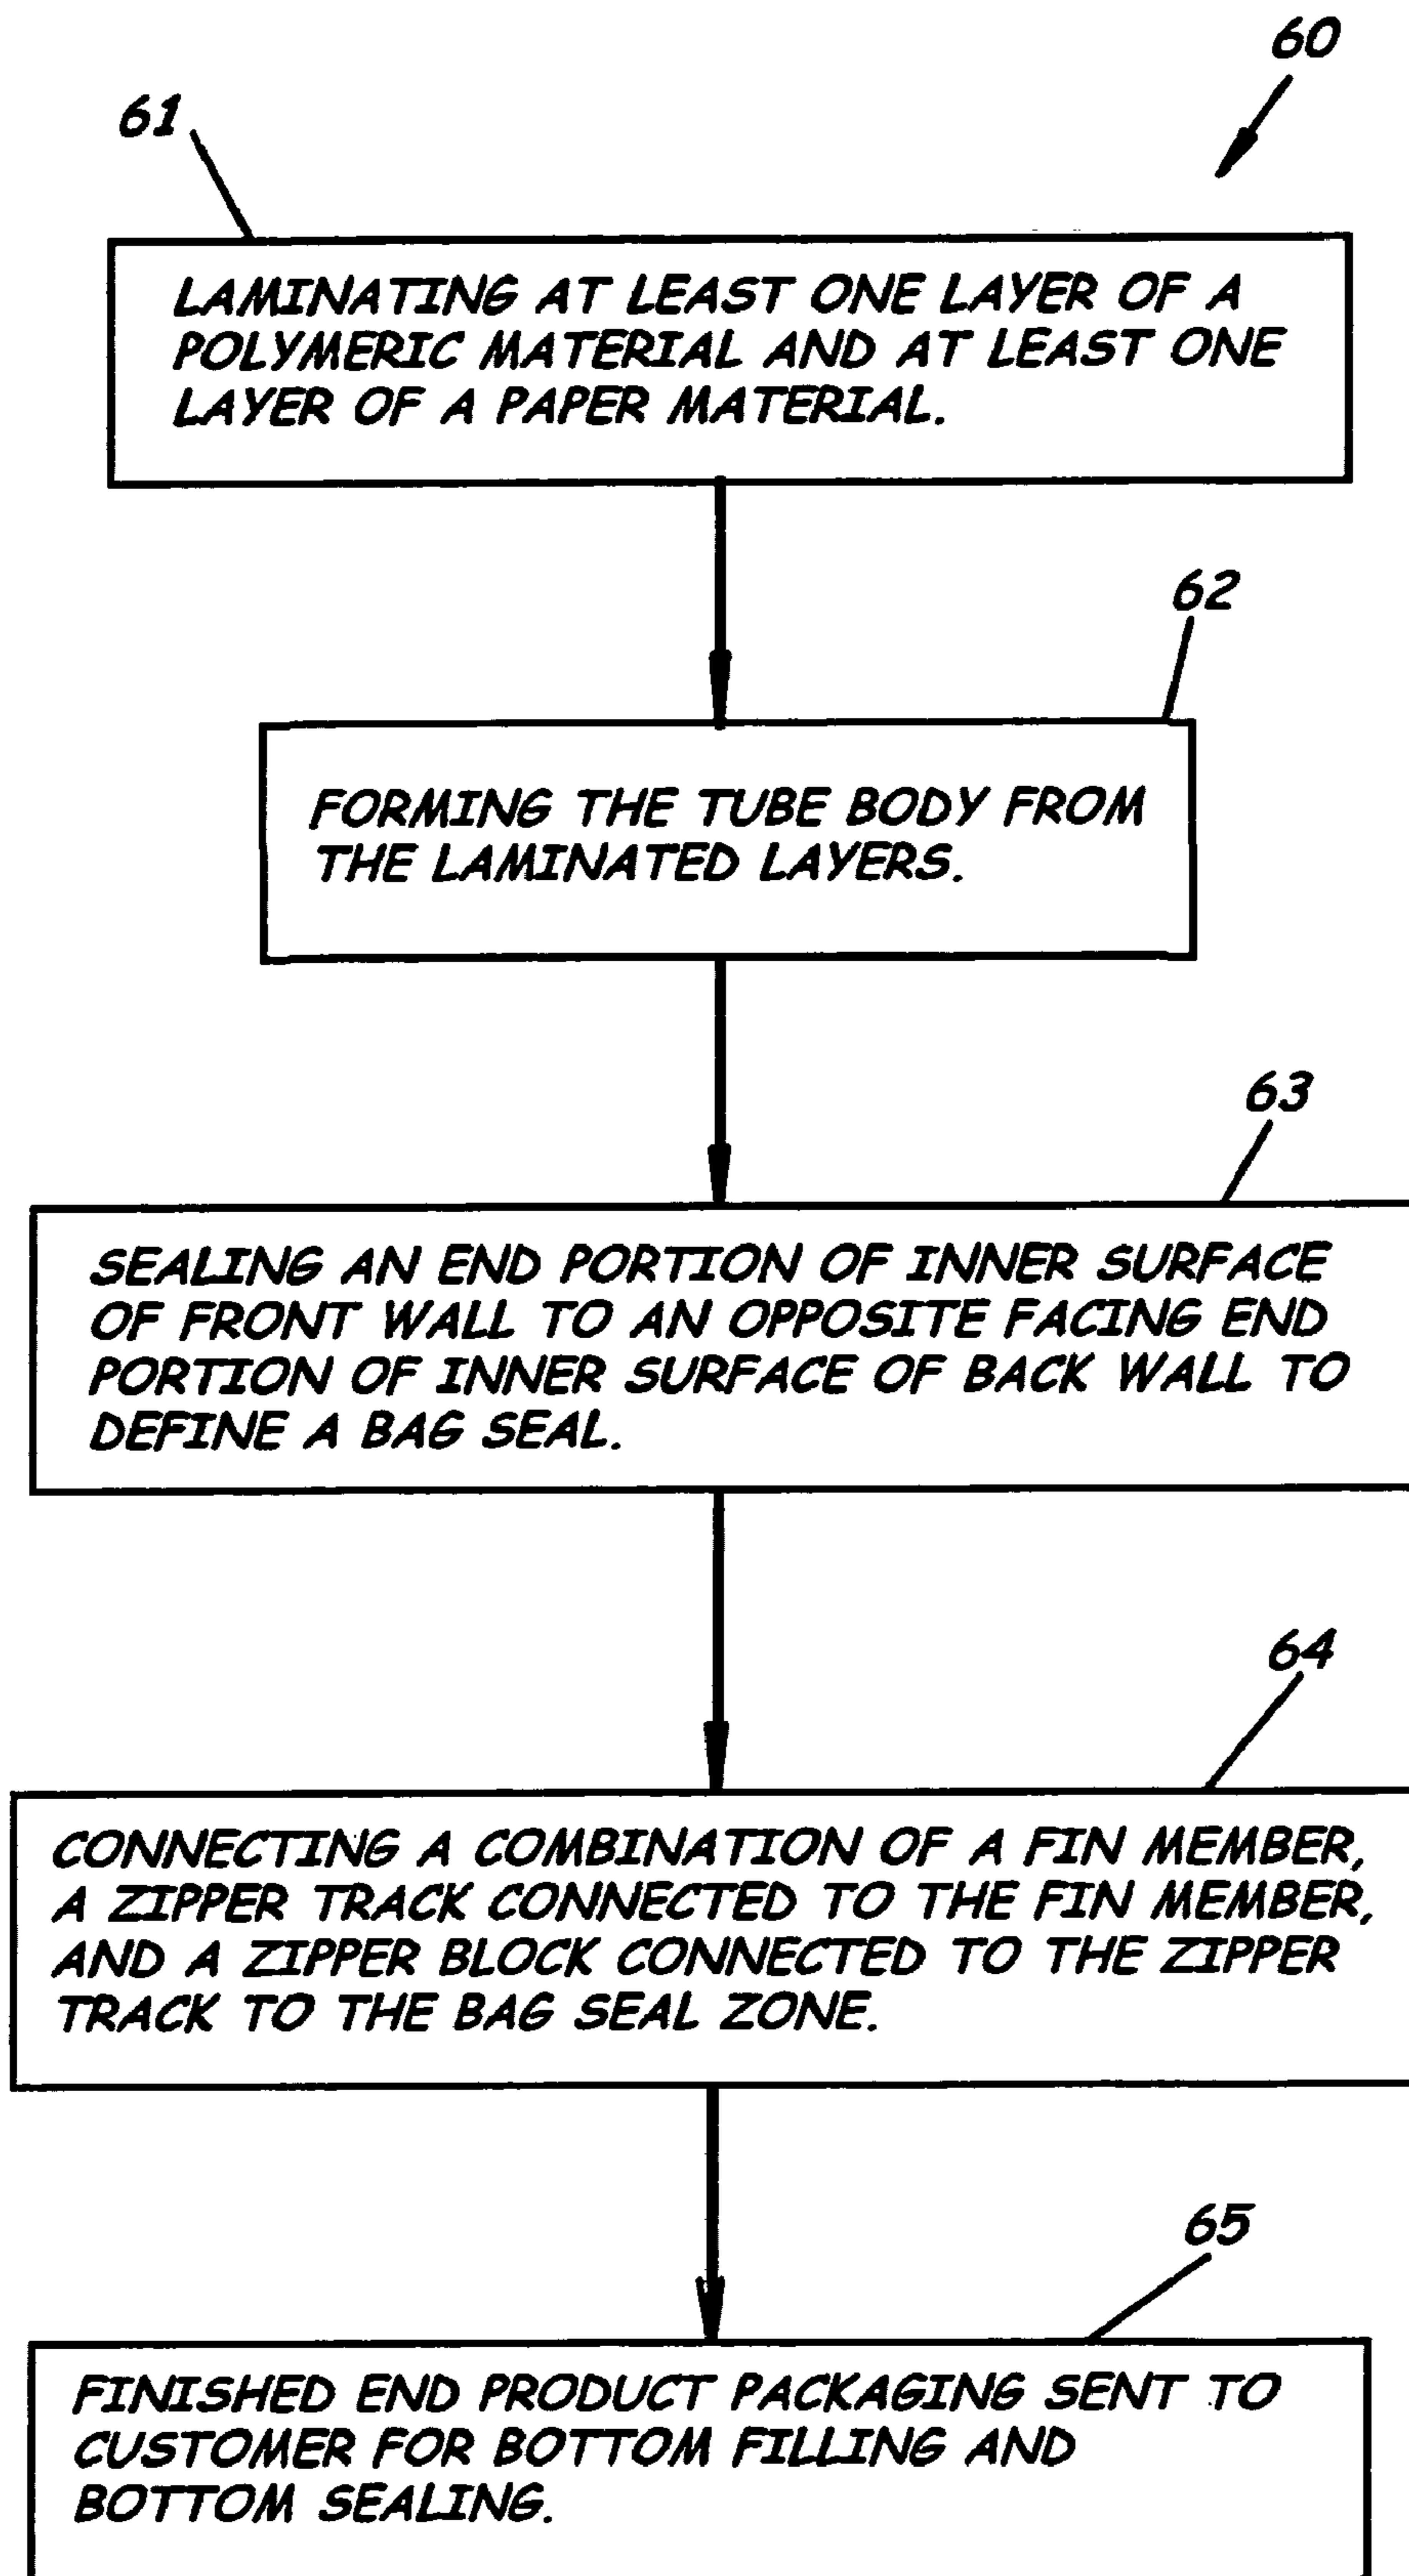 60
61
LAMINATING AT LEAST ONE LAYER OF A
POLYMERIC MATERIAL AND AT LEAST ONE
LAYER OF A PAPER MATERIAL.
62
FORMING THE TUBE BODY FROM
THE LAMINATED LAYERS.
63
SEALING AN END PORTION OF INNER SURFACE
OF FRONT WALL TO AN OPPOSITE FACING END
PORTION OF INNER SURFACE OF BACK WALL TO
DEFINE A BAG SEAL.
64
CONNECTING A COMBINATION OF A FIN MEMBER,
A ZIPPER TRACK CONNECTED TO THE FIN MEMBER,
AND A ZIPPER BLOCK CONNECTED TO THE ZIPPER
TRACK TO THE BAG SEAL ZONE.
65
FINISHED END PRODUCT PACKAGING SENT TO
CUSTOMER FOR BOTTOM FILLING AND
BOTTOM SEALING.